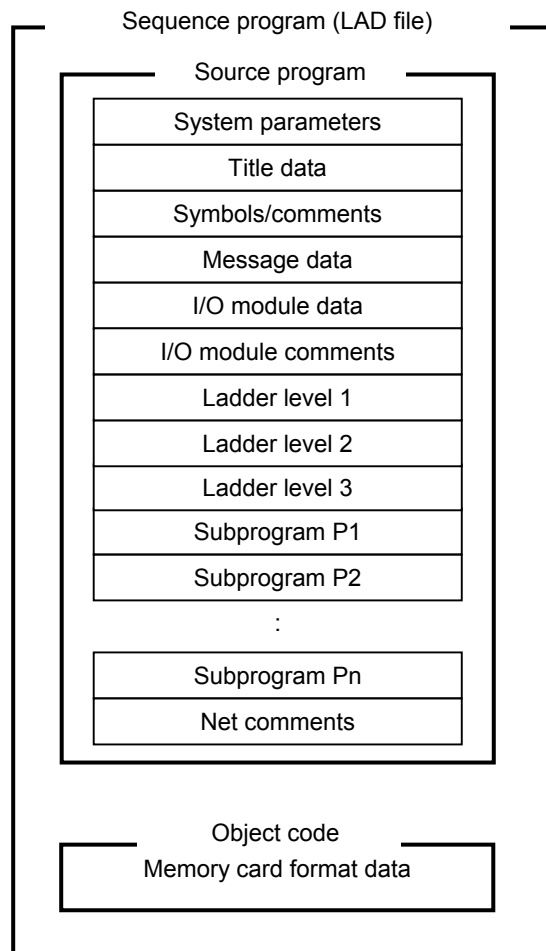 Sequence program (LAD file)
Source program
System parameters
Title data
Symbols/comments
Message data
I/O module data
I/O module comments
Ladder level 1
Ladder level 2
Ladder level 3
Subprogram P1
Subprogram P2
:
Subprogram Pn
Net comments
Object code
Memory card format data